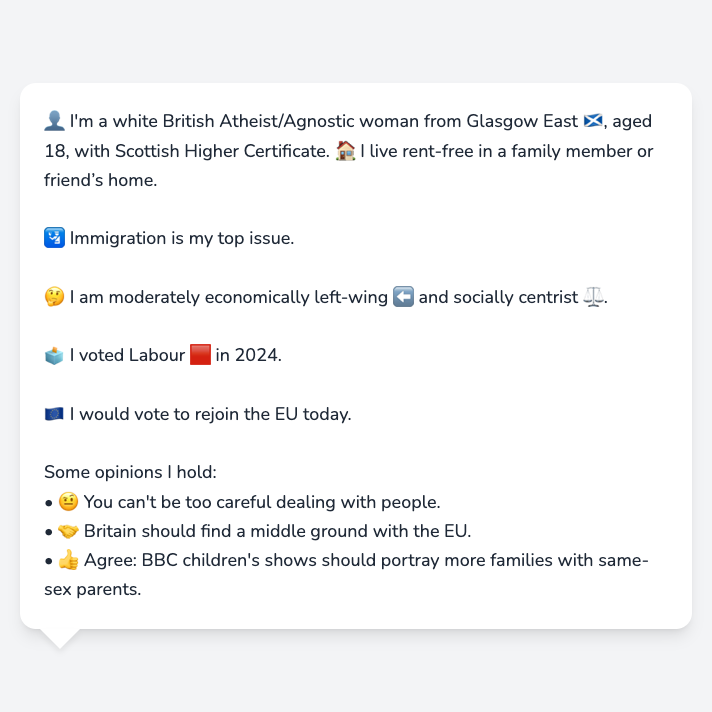 👤 I'm a white British Atheist/Agnostic woman from Glasgow East 🏴󠁧󠁢󠁳󠁣󠁴󠁿, aged
18, with Scottish Higher Certificate. 🏠 I live rent-free in a family member or
friend’s home.
🛂 Immigration is my top issue.
🤔 I am moderately economically left-wing ⬅️ and socially centrist ⚖️.
🗳️ I voted Labour 🟥 in 2024.
🇪🇺 I would vote to rejoin the EU today.
Some opinions I hold:
• 🤨 You can't be too careful dealing with people.
• 🤝 Britain should find a middle ground with the EU.
• 👍 Agree: BBC children's shows should portray more families with same-
sex parents.